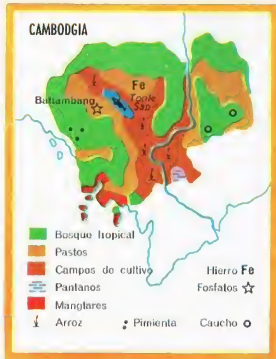 CAMBODGIA
Fe
Tonle
Sap
Battambang
Bosque tropical
Pastos
Campos de cultivo
Hierro Fe
Pantanos
Fosfatos
Manglares
Arroz
Pimienta
Caucho